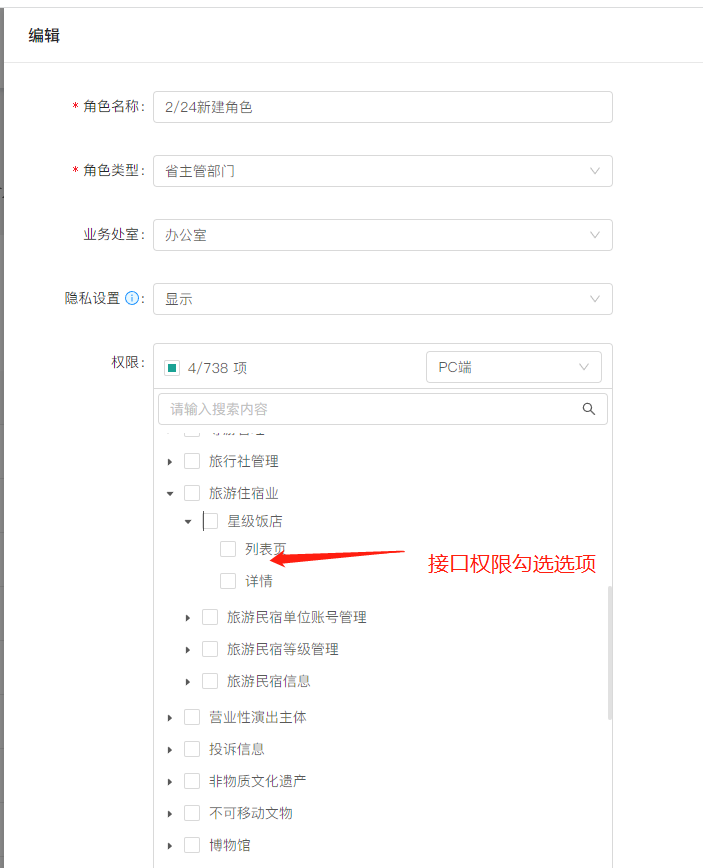 编辑
* 角色名称: 2/24新建角色
* 角色类型: 省主管部门
业务处室: 办公室
隐私设置 : 显示
权限: 4/738 项 PC端
请输入搜索内容
旅行社管理
旅游住宿业
星级饭店
列表页
接口权限勾选选项
详情
旅游民宿单位账号管理
旅游民宿等级管理
旅游民宿信息
营业性演出主体
投诉信息
非物质文化遗产
不可移动文物
博物馆